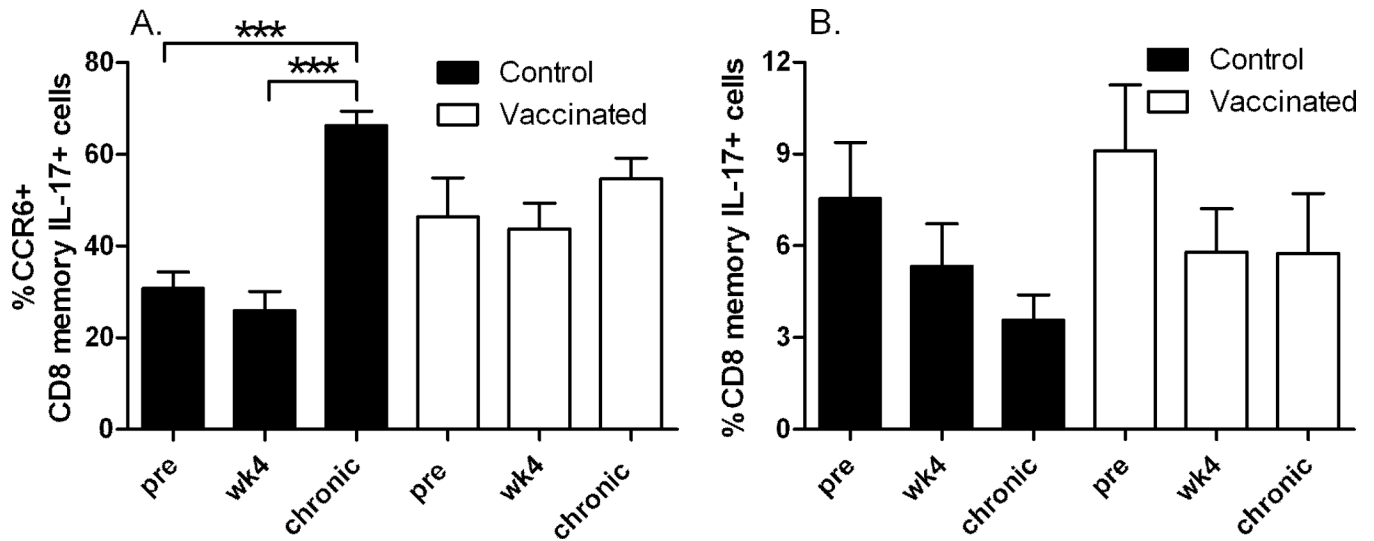 A.
***
***
%CCR6+
CD8 memory IL-17+ cells
80
60
40
20
0
Control
Vaccinated
pre
wk4
chronic
pre
wk4
chronic
B.
%CD8 memory IL-17+ cells
12
9
6
3
0
Control
Vaccinated
pre
wk4
chronic
pre
wk4
chronic